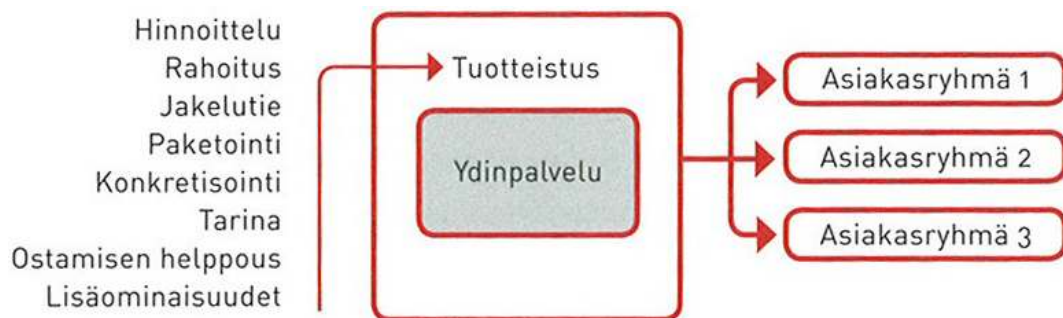 Hinnoittelu
Rahoitus
Jakelutie
Paketointi
Konkretisointi
Tarina
Ostamisen helppous
Lisäominaisuudet
Tuotteistus
Ydinpalvelu
Asiakasryhmä 1
Asiakasryhmä 2
Asiakasryhmä 3